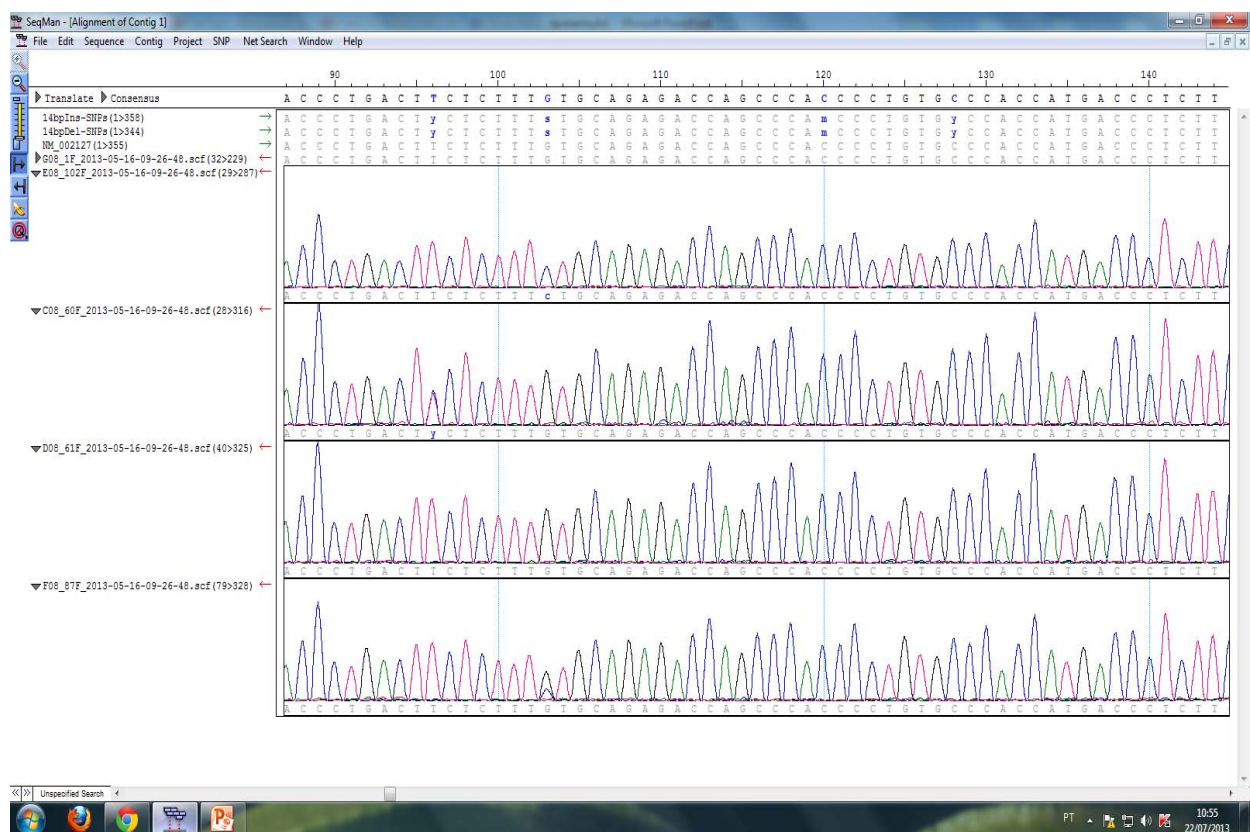 SeqMan - [Alignment of Contig 1]
File Edit Sequence Contig Project SNP Net Search Window Help
90 100 110 120 130 140
Translate Consensus A C C C T G A C T T C T C T T T G T G C A G A G A C C A G C C C A C C C C T G T G C C C A C C A T G A C C C T C T T
14bpIns-SNPs(1>358) → A C C C T G A C T y C T C T T T s T G C A G A G A C C A G C C C A m C C C T G T G y C C A C C A T G A C C C T C T T
14bpDel-SNPs(1>344) → A C C C T G A C T y C T C T T T s T G C A G A G A C C A G C C C A m C C C T G T G y C C A C C A T G A C C C T C T T
NM_002127(1>355) → A C C C T G A C T T C T C T T T G T G C A G A G A C C A G C C C A C C C C T G T G C C C A C C A T G A C C C T C T T
G08_1F_2013-05-16-09-26-48.scf(32>229) ← A C C C T G A C T T C T C T T T G T G C A G A G A C C A G C C C A C C C C T G T G C C C A C C A T G A C C C T C T T
E08_102F_2013-05-16-09-26-48.scf(29>287) ←
A C C C T G A C T T C T C T T T c T G C A G A G A C C A G C C C A C C C C T G T G C C C A C C A T G A C C C T C T T
C08_60F_2013-05-16-09-26-48.scf(28>316) ←
A C C C T G A C T y C T C T T T G T G C A G A G A C C A G C C C A C C C C T G T G C C C A C C A T G A C C C T C T T
D08_61F_2013-05-16-09-26-48.scf(40>325) ←
A C C C T G A C T T C T C T T T G T G C A G A G A C C A G C C C A C C C C T G T G C C C A C C A T G A C C C T C T T
F08_87F_2013-05-16-09-26-48.scf(79>328) ←
A C C C T G A C T T C T C T T T G T G C A G A G A C C A G C C C A C C C C T G T G C C C A C C A T G A C C C T C T T
Unspecified Search
PT 10:55
22/07/2013